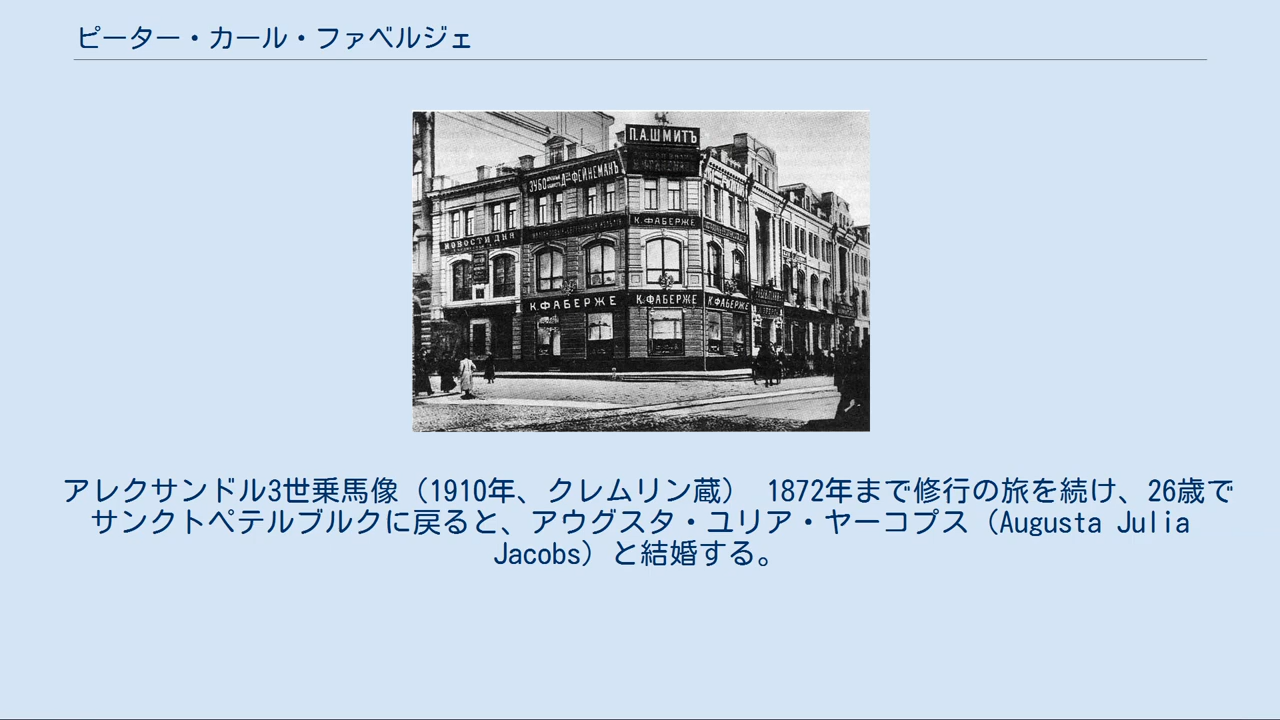 ピーター・カール・ファベルジェ
П.А.ШМИТЪ
ЗУБО Д-ра ФЕЙНЕМАНЪ
К.ФАБЕРЖЕ
НОВОСТИ ДНЯ
К.ФАБЕРЖЕ К.ФАБЕРЖЕ К.ФАБЕРЖЕ
アレクサンドル3世乗馬像（1910年、クレムリン蔵） 1872年まで修行の旅を続け、26歳で
サンクトペテルブルクに戻ると、アウグスタ・ユリア・ヤーコプス（Augusta Julia
Jacobs）と結婚する。